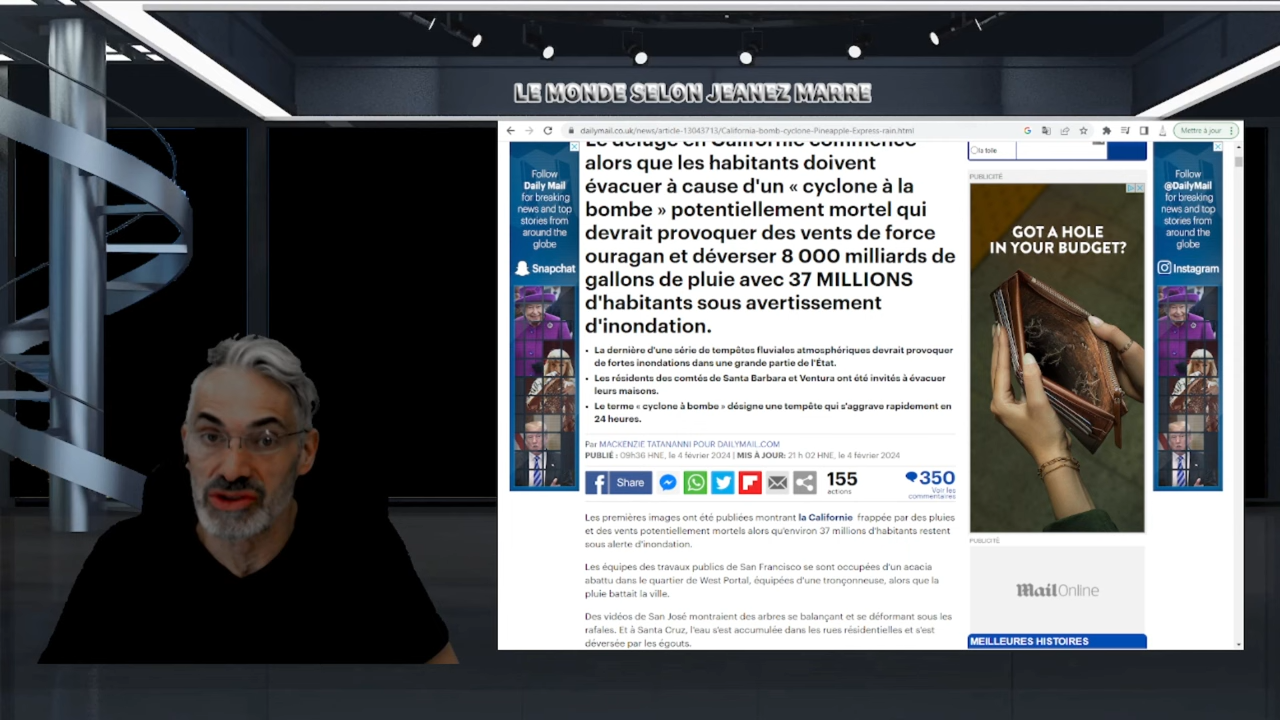 LE MONDE SELON JEANEZ MARRE
dailymail.co.uk/news/article-13043713/California-bomb-cyclone-Pineapple-Express-rain.html
Mettre à jour
Le déluge en Californie commence
alors que les habitants doivent
évacuer à cause d'un « cyclone à la
bombe » potentiellement mortel qui
devrait provoquer des vents de force
ouragan et déverser 8 000 milliards de
gallons de pluie avec 37 MILLIONS
d'habitants sous avertissement
d'inondation.
• La dernière d'une série de tempêtes fluviales atmosphériques devrait provoquer
de fortes inondations dans une grande partie de l'État.
• Les résidents des comtés de Santa Barbara et Ventura ont été invités à évacuer
leurs maisons.
• Le terme « cyclone à bombe » désigne une tempête qui s'aggrave rapidement en
24 heures.
Par MACKENZIE TATANANNI POUR DAILYMAIL.COM
PUBLIÉ : 09h36 HNE, le 4 février 2024 | MIS À JOUR: 21 h 02 HNE, le 4 février 2024
Share
155
actions
350
Voir les
commentaires
Les premières images ont été publiées montrant la Californie frappée par des pluies
et des vents potentiellement mortels alors qu'environ 37 millions d'habitants restent
sous alerte d'inondation.
Les équipes des travaux publics de San Francisco se sont occupées d'un acacia
abattu dans le quartier de West Portal, équipées d'une tronçonneuse, alors que la
pluie battait la ville.
Des vidéos de San José montraient des arbres se balançant et se déformant sous les
rafales. Et à Santa Cruz, l'eau s'est accumulée dans les rues résidentielles et s'est
déversée par les égouts.
Follow
Daily Mail
for breaking
news and top
stories from
around the
globe
Snapchat
la toile
PUBLICITÉ
GOT A HOLE
IN YOUR BUDGET?
PUBLICITÉ
MailOnline
MEILLEURES HISTOIRES
Follow
@DailyMail
for breaking
news and top
stories from
around the
globe
Instagram